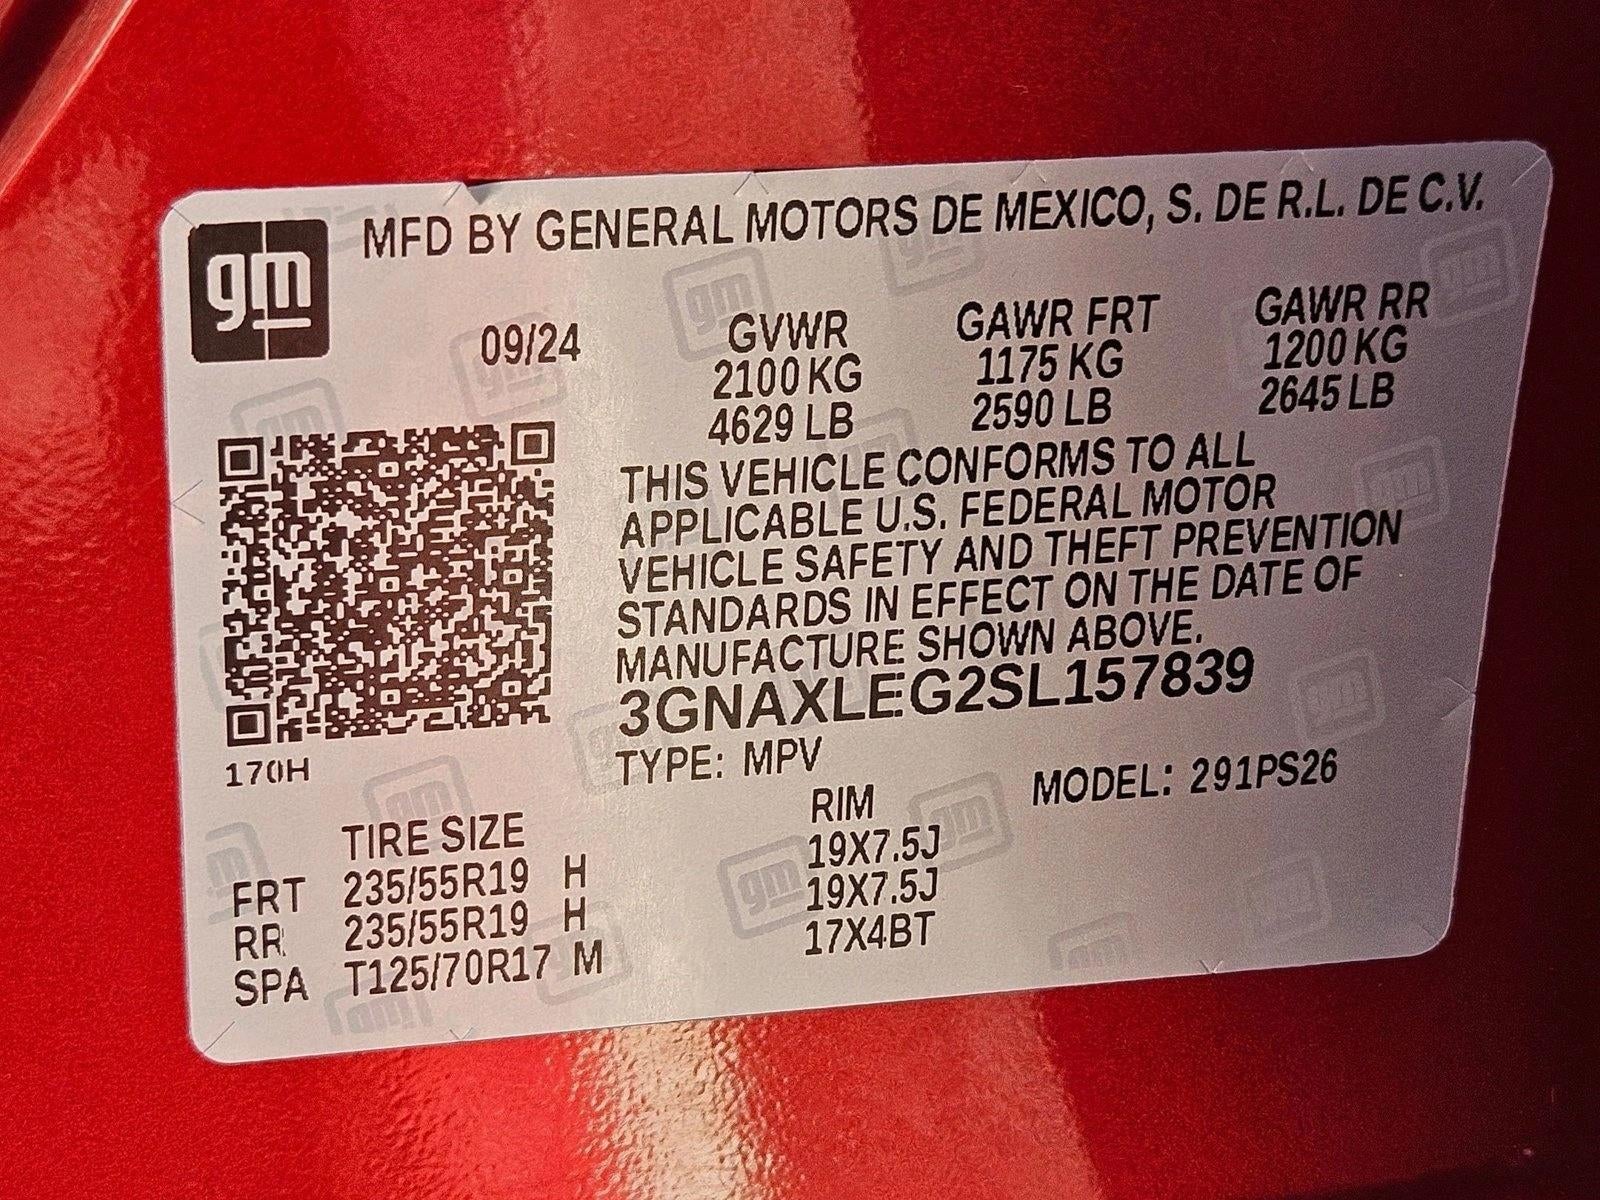 gm MFD BY GENERAL MOTORS DE MEXICO, S. DE R.L. DE C.V.
09/24 GVWR GAWR FRT GAWR RR
2100 KG 1175 KG 1200 KG
4629 LB 2590 LB 2645 LB
THIS VEHICLE CONFORMS TO ALL
APPLICABLE U.S. FEDERAL MOTOR
VEHICLE SAFETY AND THEFT PREVENTION
STANDARDS IN EFFECT ON THE DATE OF
MANUFACTURE SHOWN ABOVE.
3GNAXLEG2SL157839
170H
TYPE: MPV MODEL: 291PS26
TIRE SIZE RIM
FRT 235/55R19 H 19X7.5J
RR 235/55R19 H 19X7.5J
SPA T125/70R17 M 17X4BT